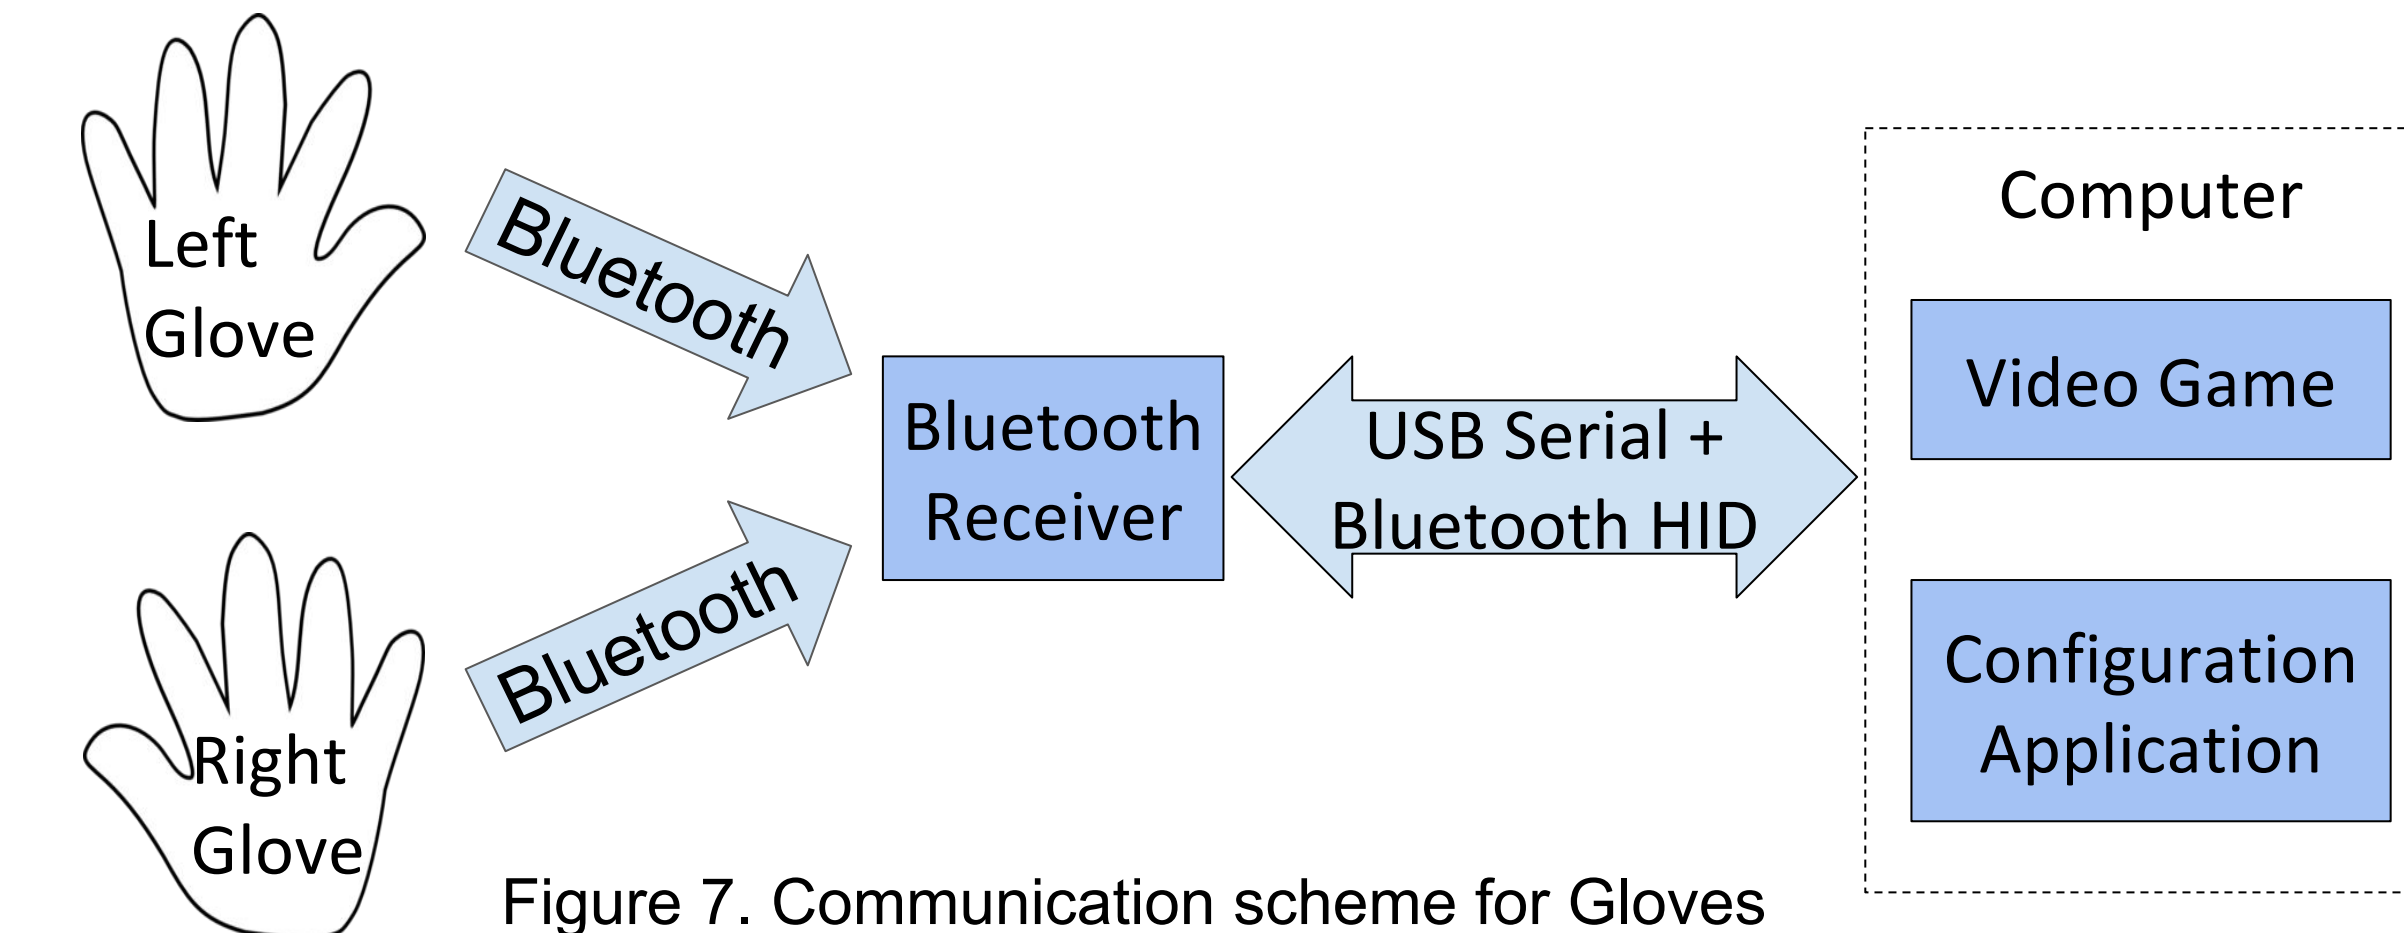 Left
Glove
Bluetooth
Right
Glove
Bluetooth
Bluetooth
Receiver
USB Serial +
Bluetooth HID
Computer
Video Game
Configuration
Application
Figure 7. Communication scheme for Gloves